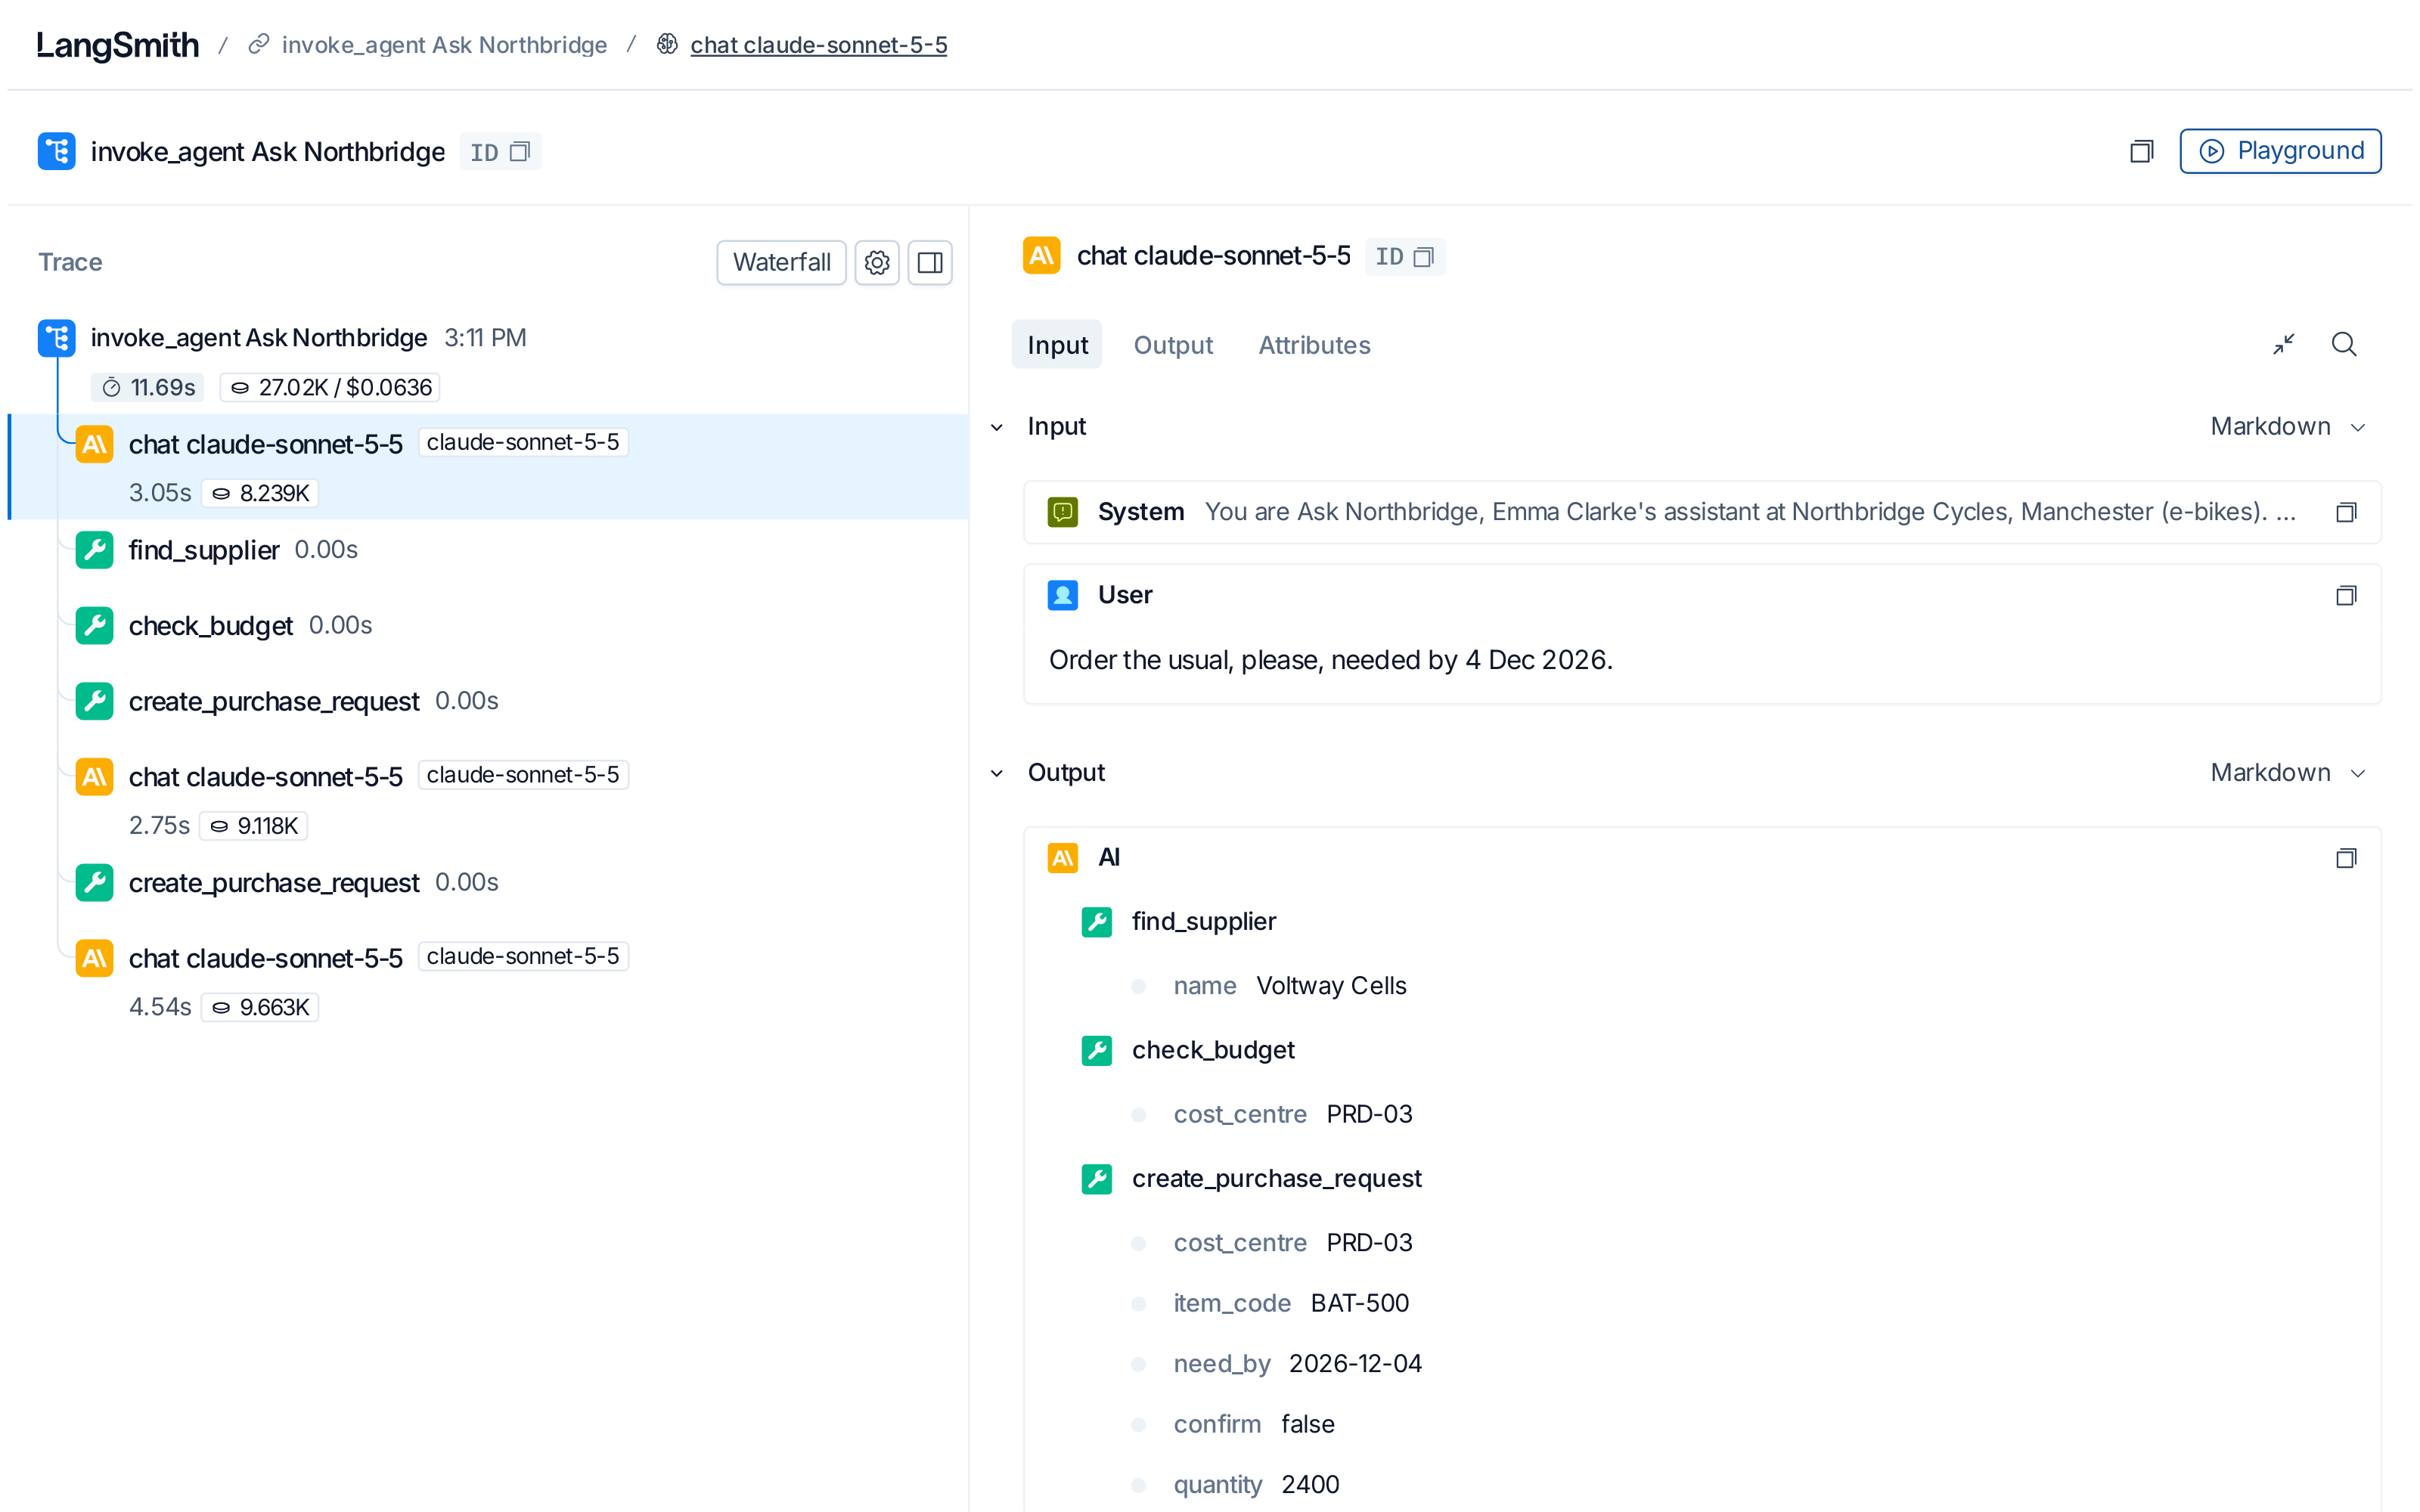 LangSmith / invoke_agent Ask Northbridge / chat claude-sonnet-5-5
invoke_agent Ask Northbridge ID
Playground
Trace
Waterfall
invoke_agent Ask Northbridge 3:11 PM
11.69s 27.02K / $0.0636
chat claude-sonnet-5-5 claude-sonnet-5-5
3.05s 8.239K
find_supplier 0.00s
check_budget 0.00s
create_purchase_request 0.00s
chat claude-sonnet-5-5 claude-sonnet-5-5
2.75s 9.118K
create_purchase_request 0.00s
chat claude-sonnet-5-5 claude-sonnet-5-5
4.54s 9.663K
chat claude-sonnet-5-5 ID
Input Output Attributes
Input
Markdown
System You are Ask Northbridge, Emma Clarke's assistant at Northbridge Cycles, Manchester (e-bikes). ...
User
Order the usual, please, needed by 4 Dec 2026.
Output
Markdown
AI
find_supplier
name Voltway Cells
check_budget
cost_centre PRD-03
create_purchase_request
cost_centre PRD-03
item_code BAT-500
need_by 2026-12-04
confirm false
quantity 2400